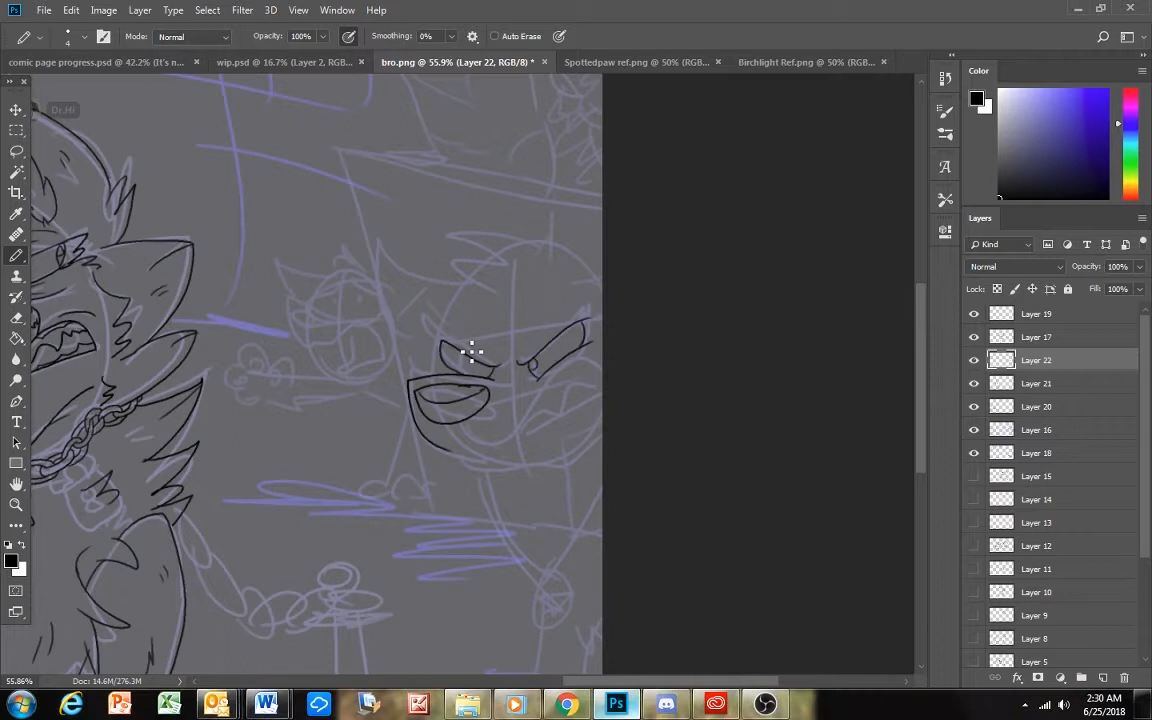 File Edit Image Layer Type Select Filter 3D View Window Help
4 Mode: Normal Opacity: 100% Smoothing: 0% Auto Erase
comic page progress.psd @ 42.2% (It's n... × wip.psd @ 16.7% (Layer 2, RGB... × bro.png @ 55.9% (Layer 22, RGB/8) * × Spottedpaw ref.png @ 50% (RGB... × Birchlight Ref.png @ 50% (RGB/... ×
Color
Dr.Hi
Layers
Kind
Normal Opacity: 100%
Lock: Fill: 100%
Layer 19
Layer 17
Layer 22
Layer 21
Layer 20
Layer 16
Layer 18
Layer 15
Layer 14
Layer 13
Layer 12
Layer 11
Layer 10
Layer 9
Layer 8
Layer 5
55.86% Doc: 14.6M/276.3M
2:30 AM
6/25/2018